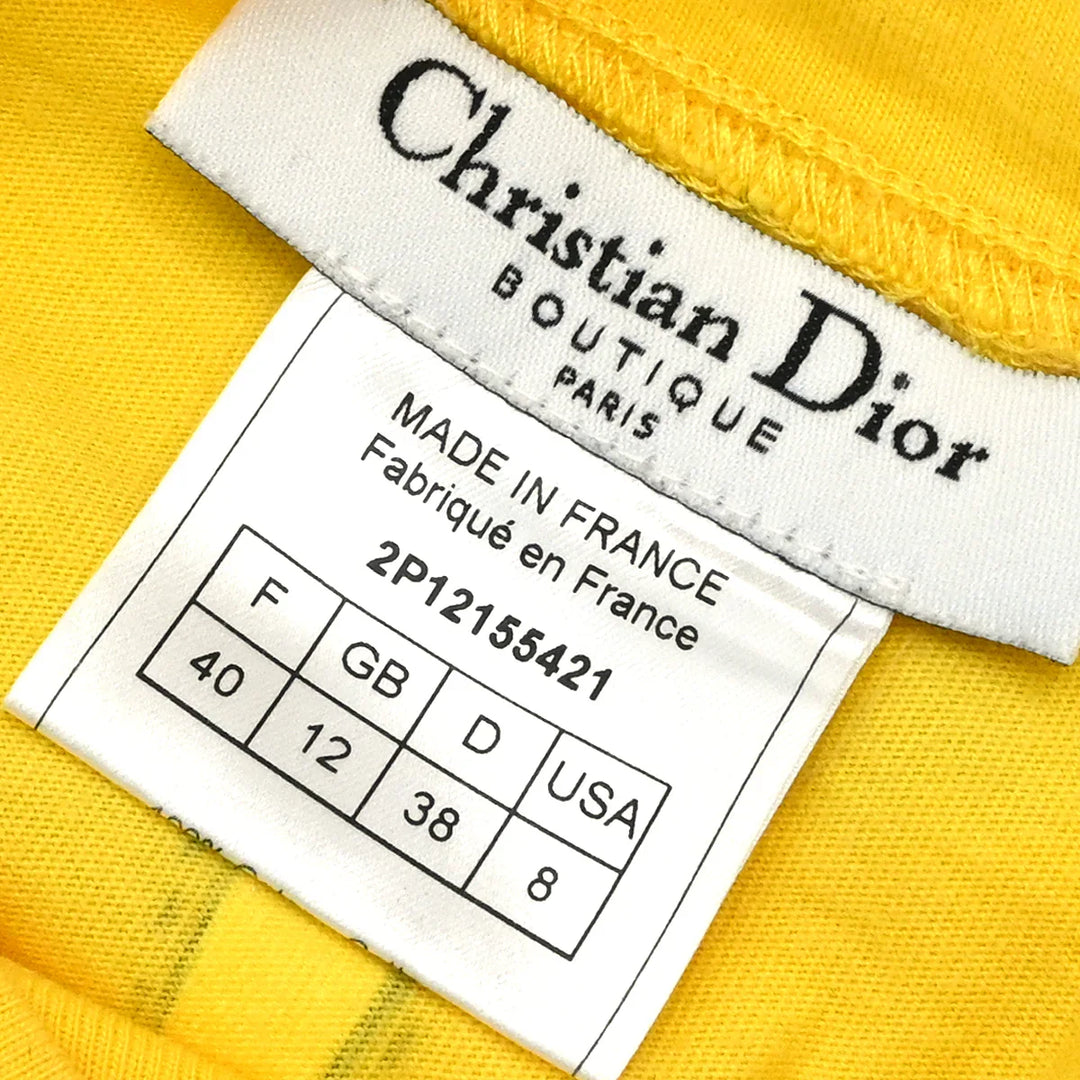 Christian Dior
BOUTIQUE
PARIS
MADE IN FRANCE
Fabriqué en France
2P12155421
F GB D USA
40 12 38 8